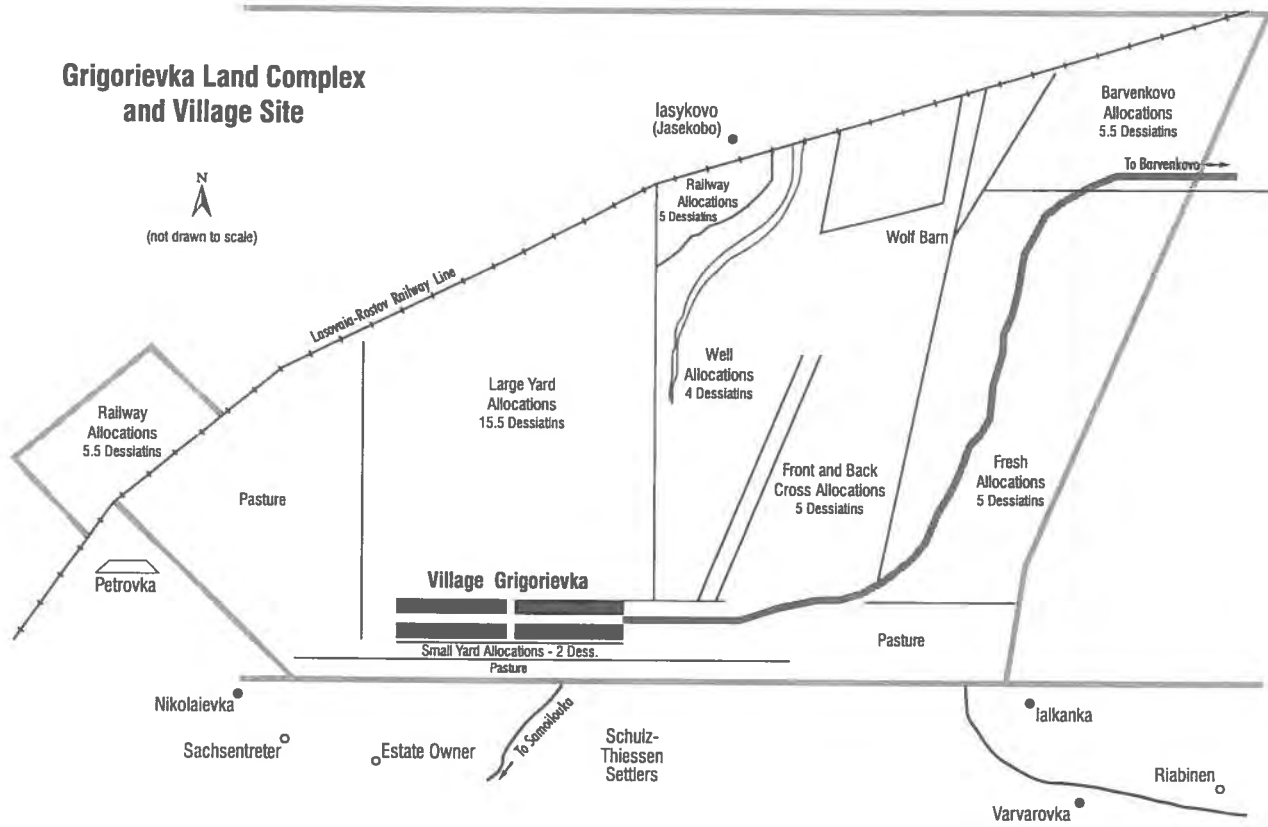 Grigorievka Land Complex
and Village Site
N
(not drawn to scale)
Iasykovo
(Jasekobo)
Barvenkovo
Allocations
5.5 Dessiatins
To Barvenkovo
Railway
Allocations
5 Dessiatins
Wolf Barn
Losovaia-Rostov Railway Line
Well
Allocations
4 Dessiatins
Large Yard
Allocations
15.5 Dessiatins
Railway
Allocations
5.5 Dessiatins
Pasture
Front and Back
Cross Allocations
5 Dessiatins
Fresh
Allocations
5 Dessiatins
Petrovka
Village Grigorievka
Small Yard Allocations - 2 Dess.
Pasture
Pasture
Nikolaievka
Sachsentreter
Estate Owner
To Samoilouka
Schulz-
Thiessen
Settlers
Jalkanka
Riabinen
Varvarovka